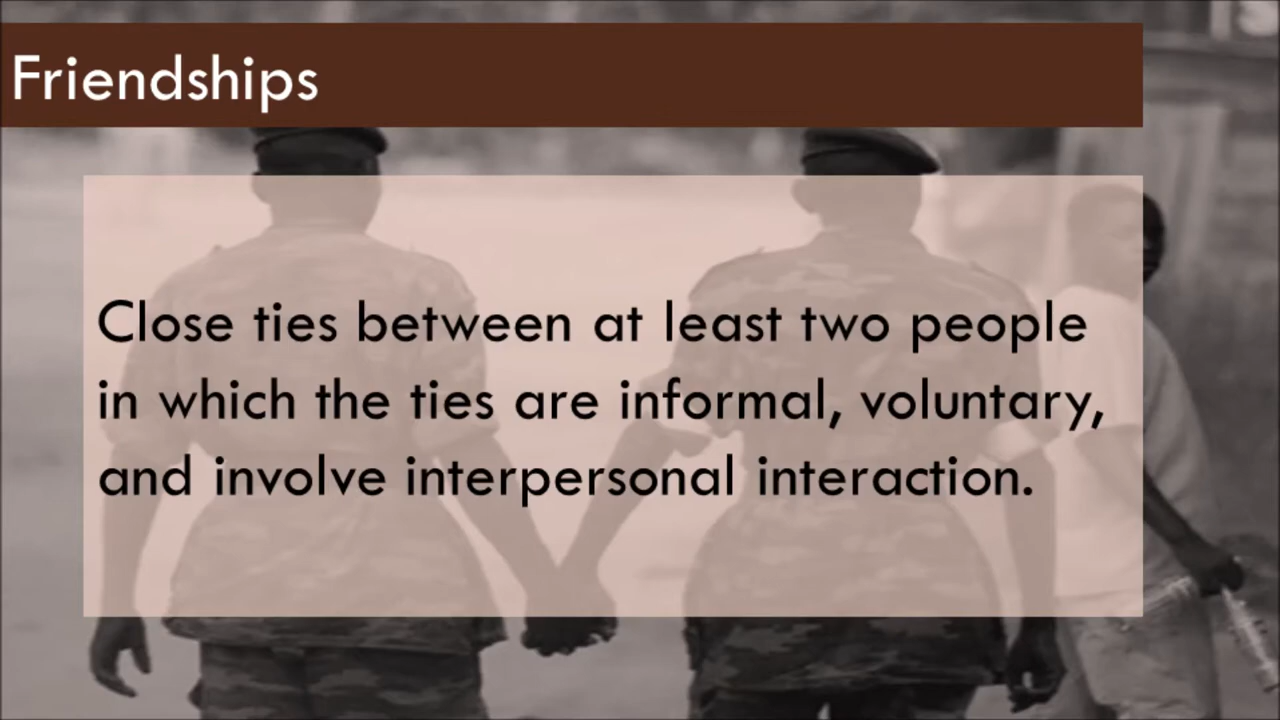 Friendships
Close ties between at least two people
in which the ties are informal, voluntary,
and involve interpersonal interaction.